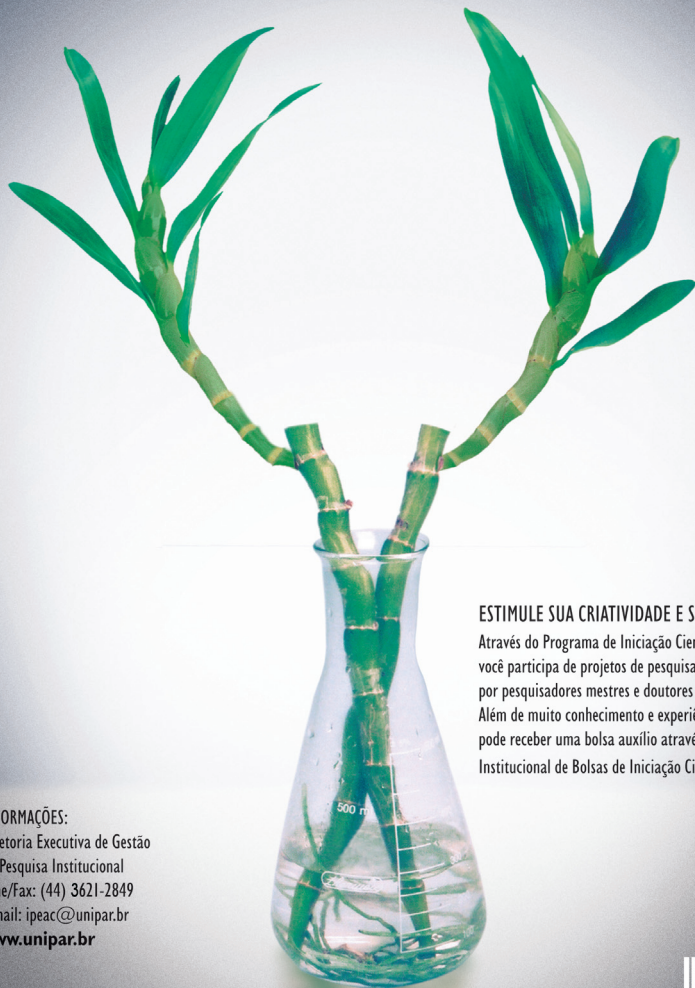 ESTIMULE SUA CRIATIVIDADE E S
Através do Programa de Iniciação Cien
você participa de projetos de pesquisa
por pesquisadores mestres e doutores
Além de muito conhecimento e experiê
pode receber uma bolsa auxílio atravé
Institucional de Bolsas de Iniciação Ci
500 m
ORMAÇÕES:
etoria Executiva de Gestão
Pesquisa Institucional
e/Fax: (44) 3621-2849
ail: ipeac@unipar.br
ww.unipar.br